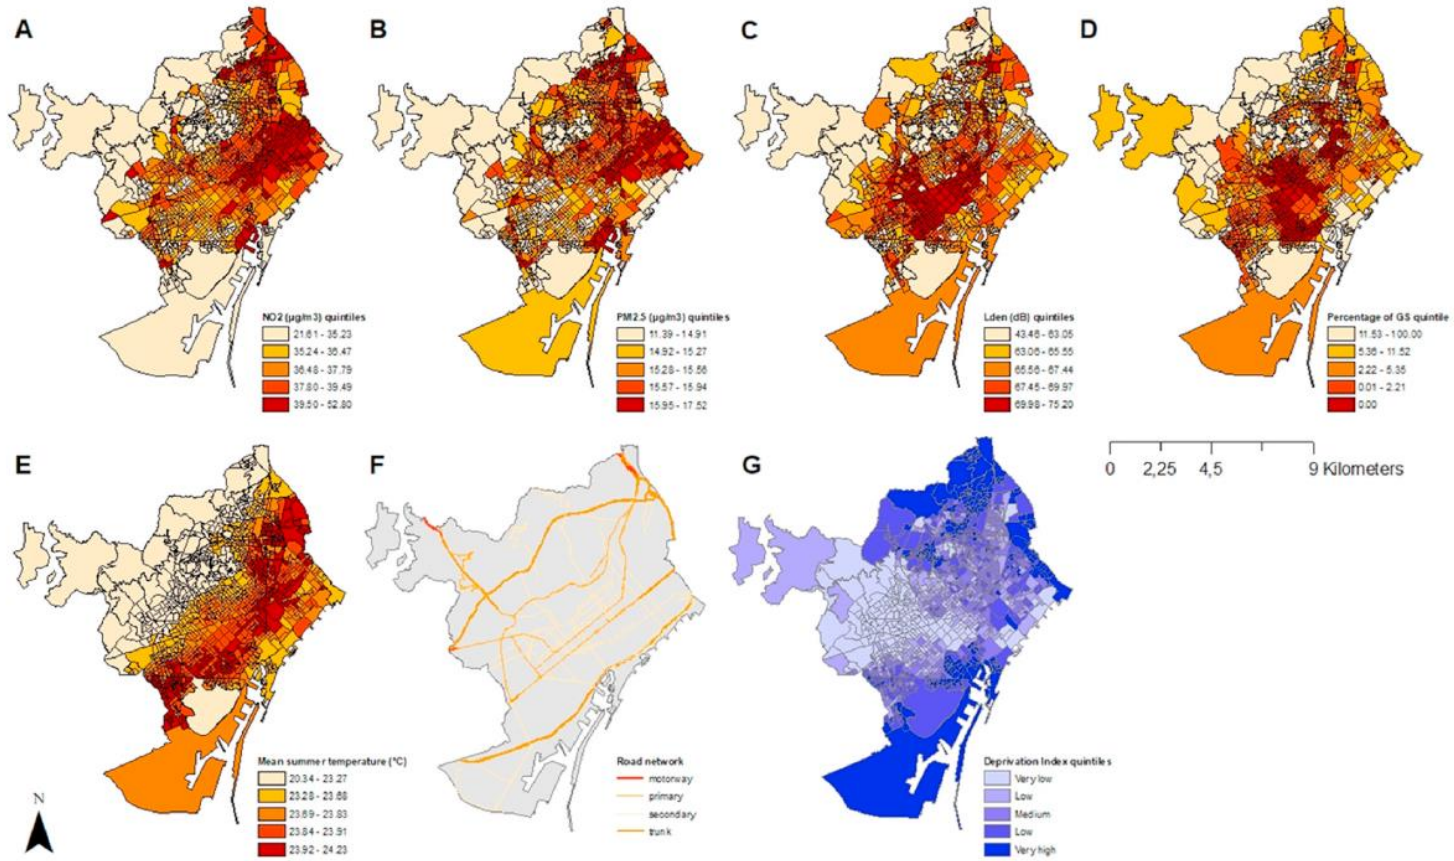 A
B
C
D
NO2 (µg/m3) quintiles
21.61 - 35.23
35.24 - 36.47
36.48 - 37.79
37.80 - 39.49
39.50 - 52.80
PM2.5 (µg/m3) quintiles
11.39 - 14.91
14.92 - 15.27
15.28 - 15.56
15.57 - 15.94
15.95 - 17.52
Lden (dB) quintiles
43.46 - 63.05
63.06 - 65.55
65.56 - 67.44
67.45 - 69.97
69.98 - 75.20
Percentage of GS quintile
11.53 - 100.00
5.36 - 11.52
2.22 - 5.35
0.01 - 2.21
0.00
E
F
G
0 2,25 4,5 9 Kilometers
Mean summer temperature (°C)
20.34 - 23.27
23.28 - 23.68
23.69 - 23.83
23.84 - 23.91
23.92 - 24.23
Road network
motorway
primary
secondary
trunk
Deprivation Index quintiles
Very low
Low
Medium
Low
Very high
N